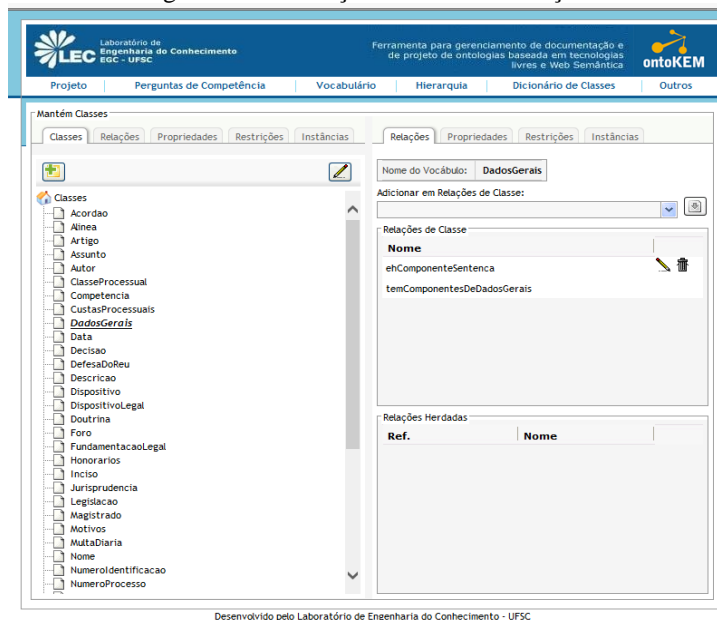 Laboratório de
Engenharia do Conhecimento
EGC - UFSC
LEC
Ferramenta para gerenciamento de documentação e
de projeto de ontologias baseada em tecnologias
livres e Web Semântica
ontoKEM
Projeto
Perguntas de Competência
Vocabulário
Hierarquia
Dicionário de Classes
Outros
Mantém Classes
Classes
Relações
Propriedades
Restrições
Instâncias
Classes
Acordao
Alinea
Artigo
Assunto
Autor
ClasseProcessual
Competencia
CustasProcessuais
DadosGerais
Data
Decisao
DefesaDoReu
Descricao
Dispositivo
DispositivoLegal
Doutrina
Foro
FundamentacaoLegal
Honorarios
Inciso
Jurisprudencia
Legislacao
Magistrado
Motivos
MultaDiaria
Nome
NumeroIdentificacao
NumeroProcesso
Relações
Propriedades
Restrições
Instâncias
Nome do Vocábulo: DadosGerais
Adicionar em Relações de Classe:
Relações de Classe
Nome
ehComponenteSentenca
temComponentesDeDadosGerais
Relações Herdadas
Ref. Nome
Desenvolvido pelo Laboratório de Engenharia do Conhecimento - UFSC